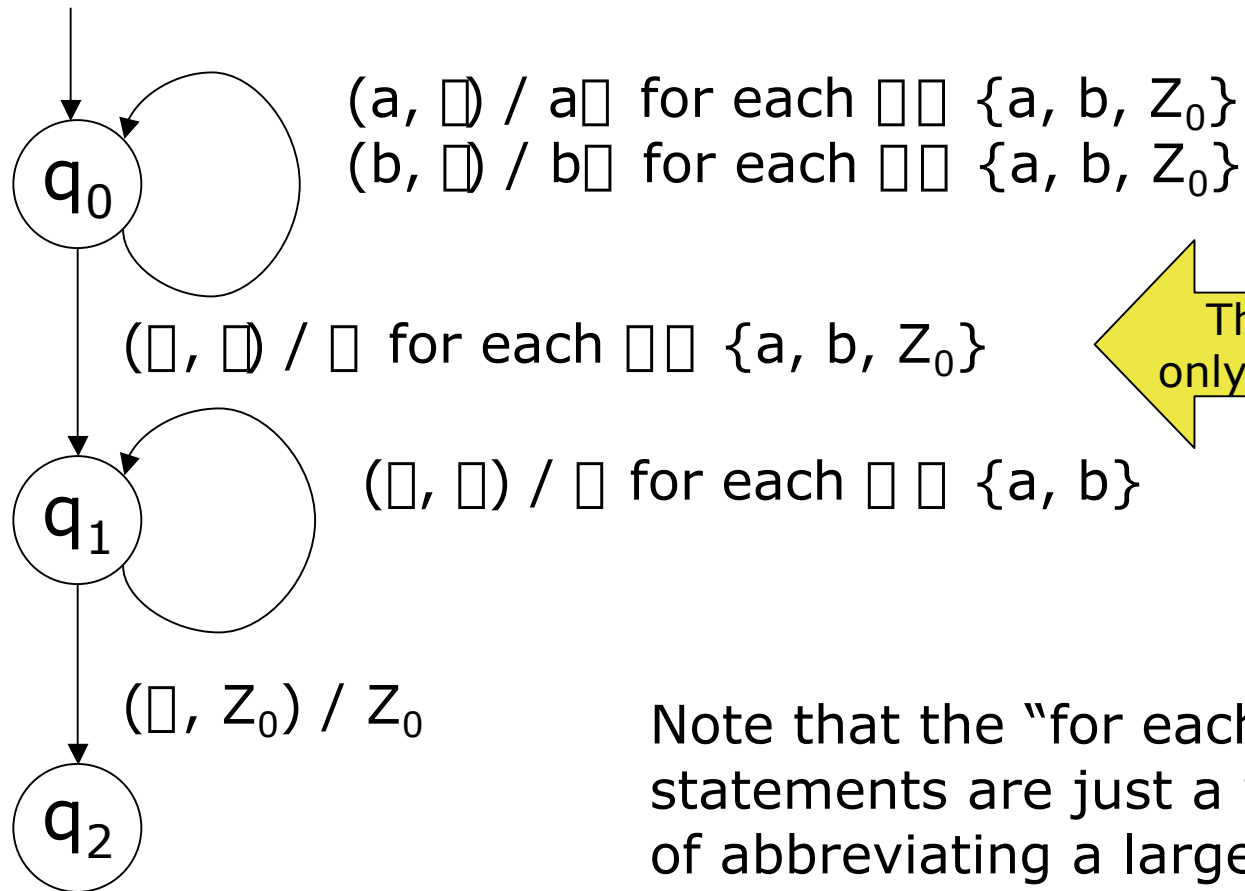 (a, ▯) / a▯ for each ▯▯ {a, b, Z₀}
(b, ▯) / b▯ for each ▯▯ {a, b, Z₀}
q₀
(▯, ▯) / ▯ for each ▯▯ {a, b, Z₀}
only
(▯, ▯) / ▯ for each ▯ ▯ {a, b}
q₁
(▯, Z₀) / Z₀
Note that the “for each
statements are just a
of abbreviating a large
q₂